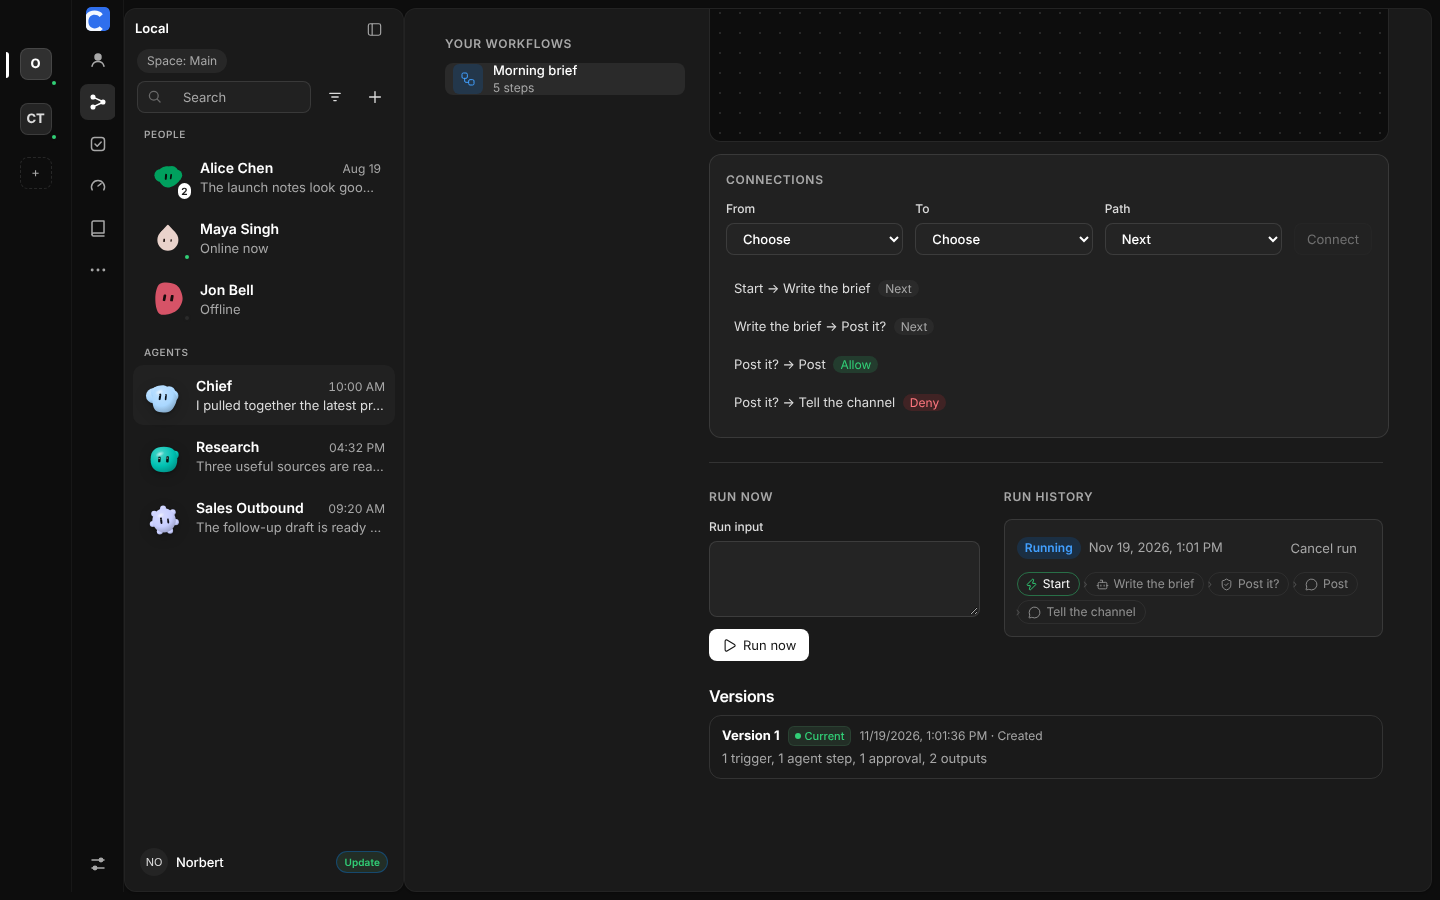 O
CT
+
Local
Space: Main
Search
PEOPLE
Alice Chen
Aug 19
The launch notes look goo...
2
Maya Singh
Online now
Jon Bell
Offline
AGENTS
Chief
10:00 AM
I pulled together the latest pr...
Research
04:32 PM
Three useful sources are rea...
Sales Outbound
09:20 AM
The follow-up draft is ready ...
NO
Norbert
Update
YOUR WORKFLOWS
Morning brief
5 steps
CONNECTIONS
From
To
Path
Choose
Choose
Next
Connect
Start → Write the brief Next
Write the brief → Post it? Next
Post it? → Post Allow
Post it? → Tell the channel Deny
RUN NOW
Run input
Run now
RUN HISTORY
Running Nov 19, 2026, 1:01 PM Cancel run
Start › Write the brief › Post it? › Post
› Tell the channel
Versions
Version 1 Current 11/19/2026, 1:01:36 PM · Created
1 trigger, 1 agent step, 1 approval, 2 outputs